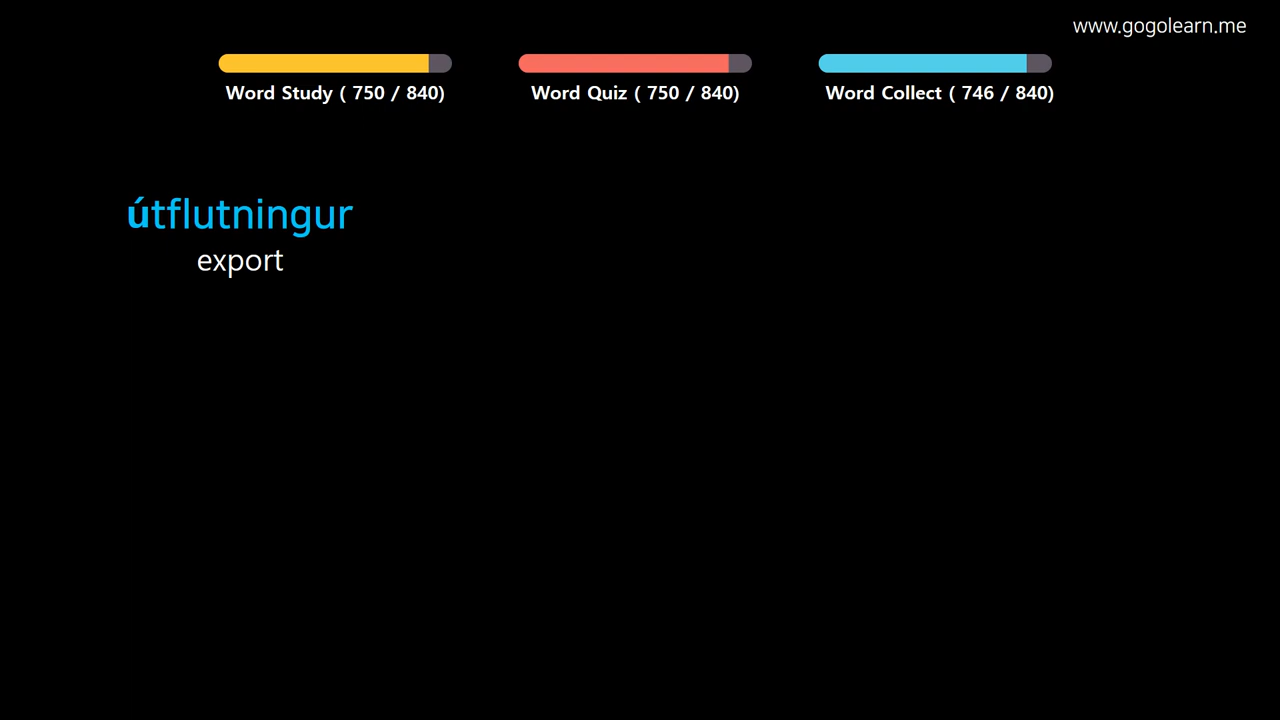 www.gogolearn.me
Word Study ( 750 / 840)
Word Quiz ( 750 / 840)
Word Collect ( 746 / 840)
útflutningur
export